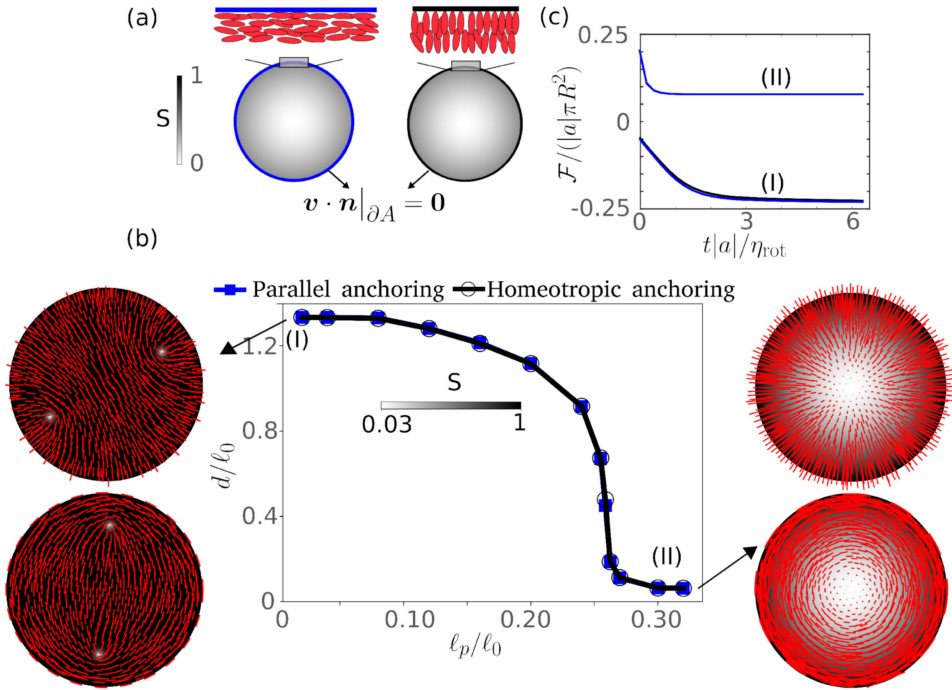 (a)
S
1
0
v · n|∂A = 0
(c)
F/(|a|πR²)
0.25
0
-0.25
(II)
(I)
0
3
6
t|a|/ηrot
(b)
Parallel anchoring
Homeotropic anchoring
(I)
1.2
0.8
0.4
0
d/ℓ0
S
0.03
1
(II)
0
0.10
0.20
0.30
ℓp/ℓ0